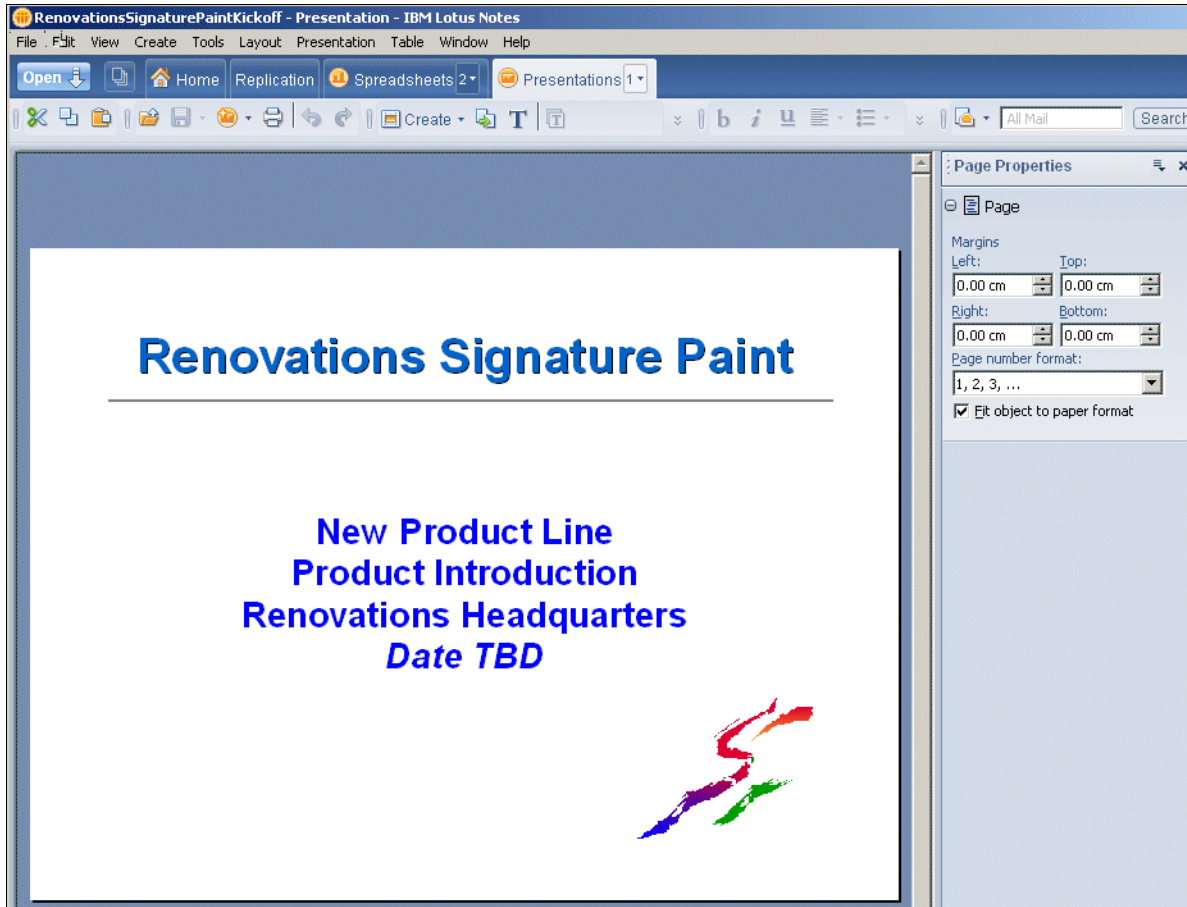 RenovationsSignaturePaintKickoff - Presentation - IBM Lotus Notes
File Edit View Create Tools Layout Presentation Table Window Help
Open Home Replication Spreadsheets 2 Presentations 1
Create T T b i u All Mail Search
Page Properties
Page
Margins
Left: Top:
0.00 cm 0.00 cm
Right: Bottom:
0.00 cm 0.00 cm
Page number format:
1, 2, 3, ...
Fit object to paper format
Renovations Signature Paint
New Product Line
Product Introduction
Renovations Headquarters
Date TBD